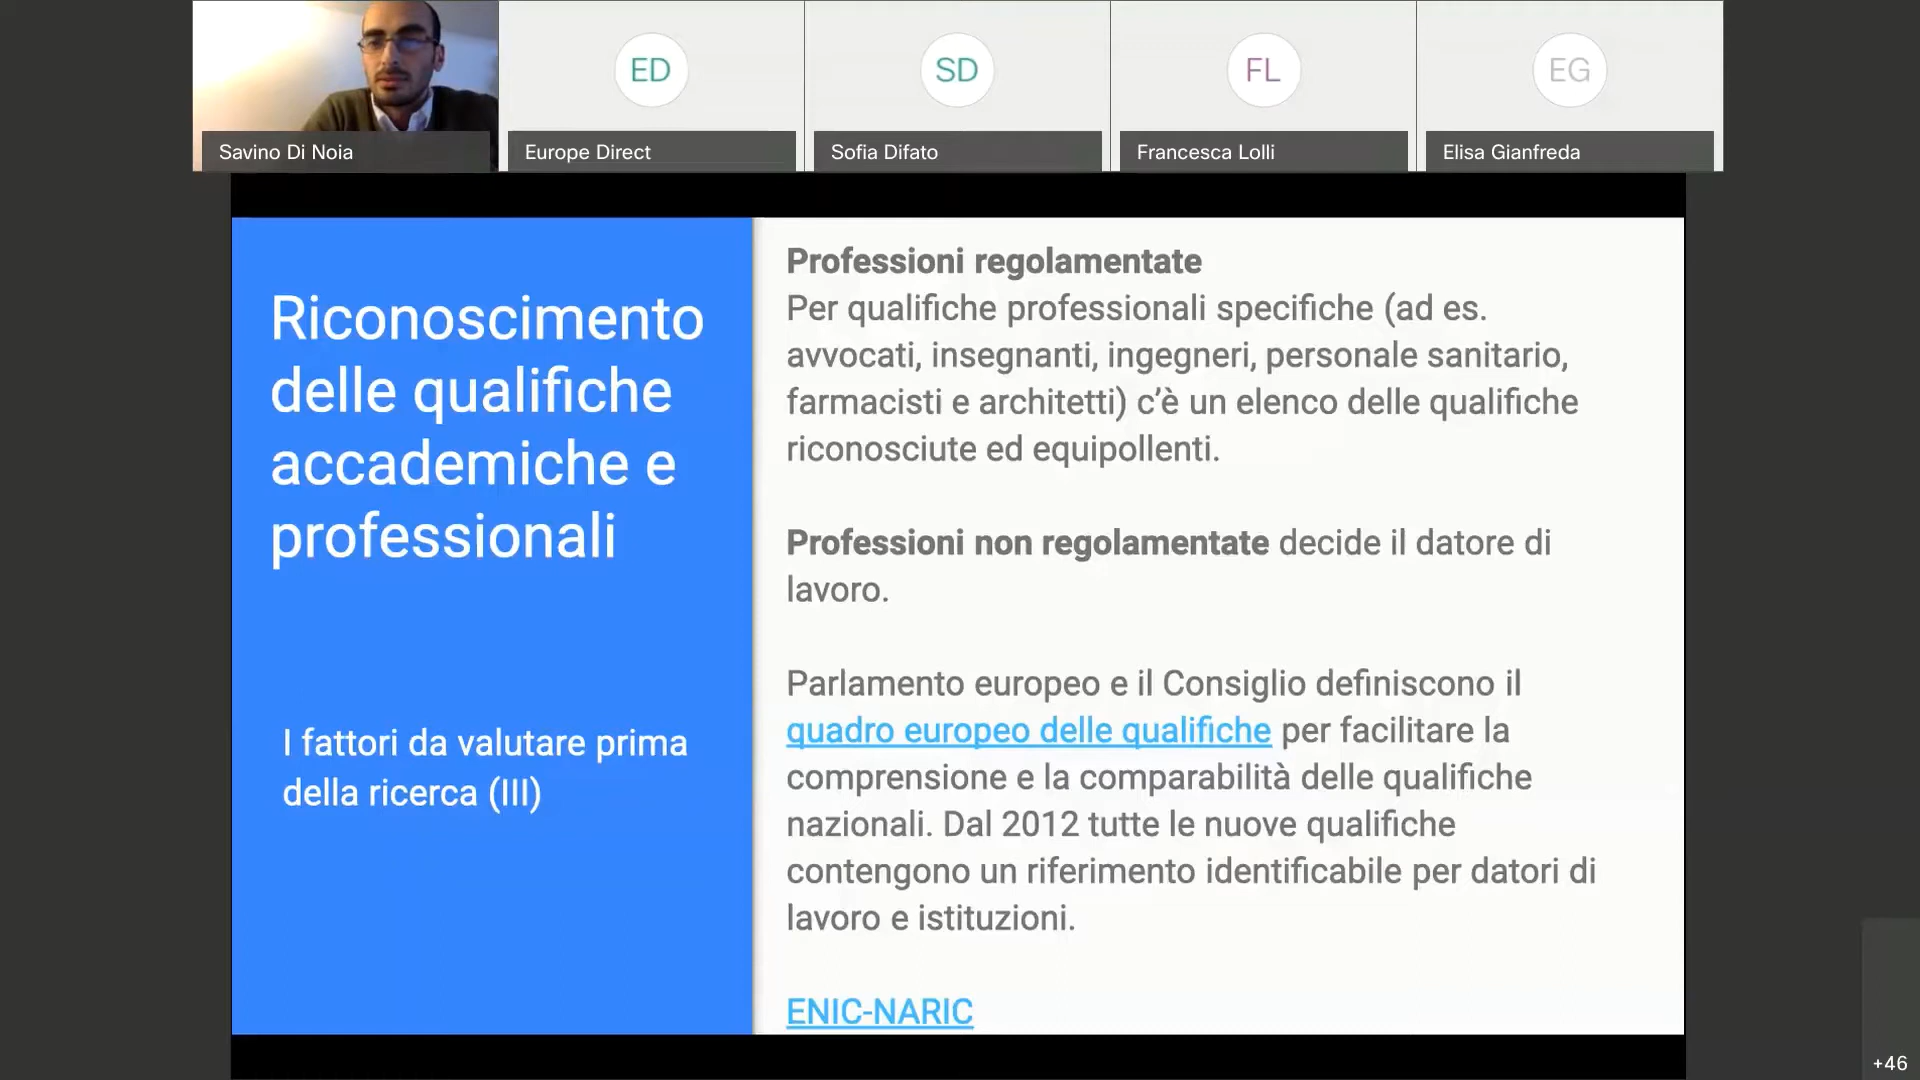 ED
SD
FL
EG
Savino Di Noia
Europe Direct
Sofia Difato
Francesca Lolli
Elisa Gianfreda
Riconoscimento
delle qualifiche
accademiche e
professionali
I fattori da valutare prima
della ricerca (III)
Professioni regolamentate
Per qualifiche professionali specifiche (ad es.
avvocati, insegnanti, ingegneri, personale sanitario,
farmacisti e architetti) c’è un elenco delle qualifiche
riconosciute ed equipollenti.
Professioni non regolamentate decide il datore di
lavoro.
Parlamento europeo e il Consiglio definiscono il
quadro europeo delle qualifiche per facilitare la
comprensione e la comparabilità delle qualifiche
nazionali. Dal 2012 tutte le nuove qualifiche
contengono un riferimento identificabile per datori di
lavoro e istituzioni.
ENIC-NARIC
+46